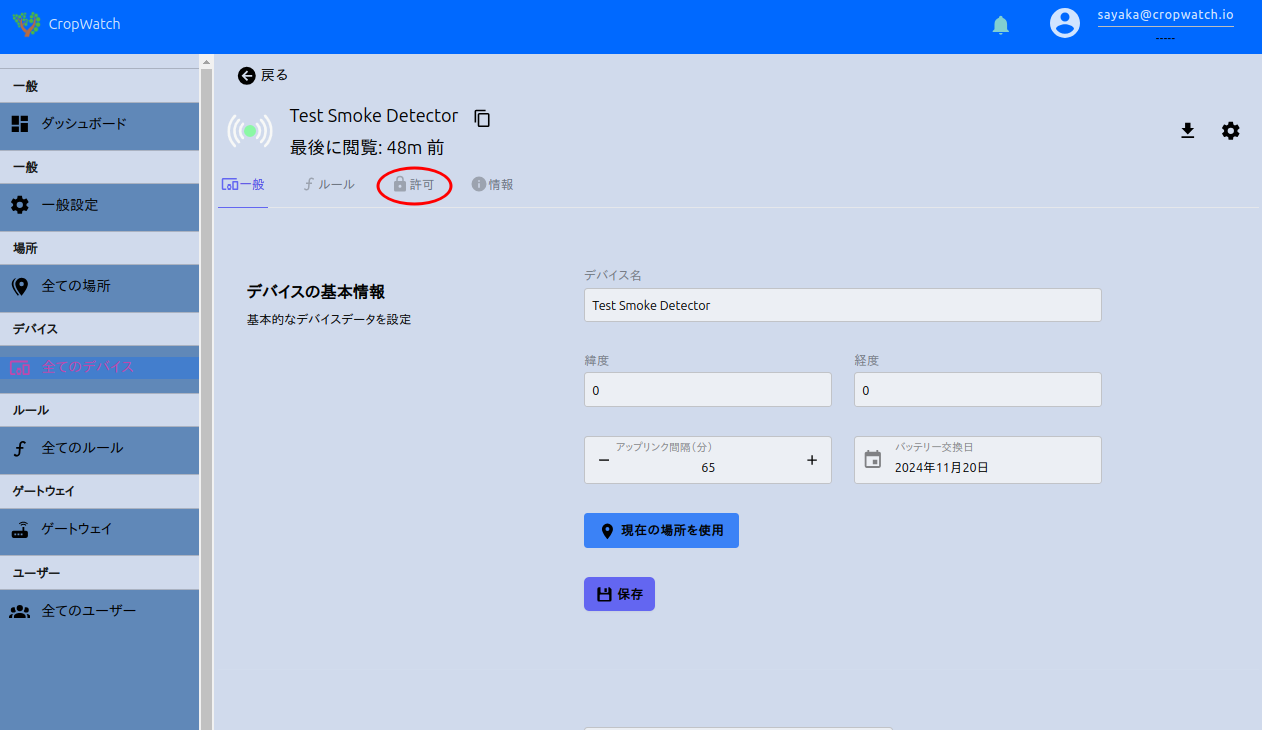 CropWatch
sayaka@cropwatch.io
-----
一般
ダッシュボード
一般
一般設定
場所
全ての場所
デバイス
全てのデバイス
ルール
全てのルール
ゲートウェイ
ゲートウェイ
ユーザー
全てのユーザー
戻る
Test Smoke Detector
最後に閲覧: 48m 前
一般 ルール 許可 情報
デバイスの基本情報
基本的なデバイスデータを設定
デバイス名
Test Smoke Detector
緯度 経度
0 0
アップリンク間隔(分) バッテリー交換日
65 2024年11月20日
現在の場所を使用
保存